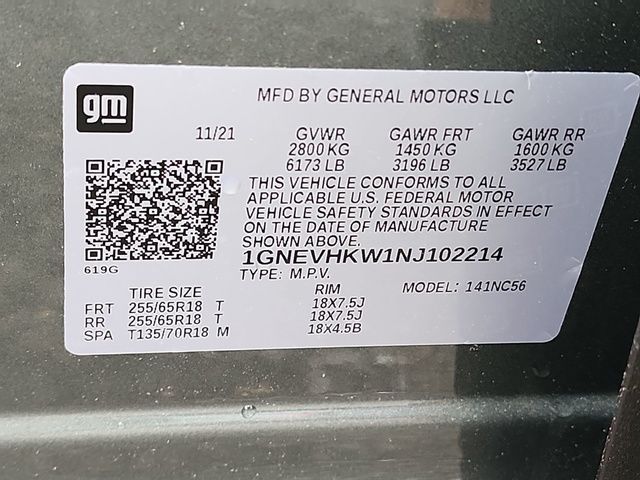 gm
MFD BY GENERAL MOTORS LLC
11/21 GVWR GAWR FRT GAWR RR
2800 KG 1450 KG 1600 KG
6173 LB 3196 LB 3527 LB
THIS VEHICLE CONFORMS TO ALL
APPLICABLE U.S. FEDERAL MOTOR
VEHICLE SAFETY STANDARDS IN EFFECT
ON THE DATE OF MANUFACTURE
SHOWN ABOVE.
619G
1GNEVHKW1NJ102214
TYPE: M.P.V. MODEL: 141NC56
TIRE SIZE RIM
FRT 255/65R18 T 18X7.5J
RR 255/65R18 T 18X7.5J
SPA T135/70R18 M 18X4.5B